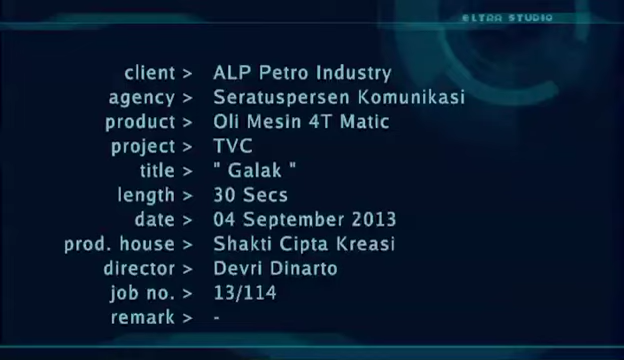 ELTRA STUDIO
client > ALP Petro Industry
agency > Seratuspersen Komunikasi
product > Oli Mesin 4T Matic
project > TVC
title > " Galak "
length > 30 Secs
date > 04 September 2013
prod. house > Shakti Cipta Kreasi
director > Devri Dinarto
job no. > 13/114
remark > -